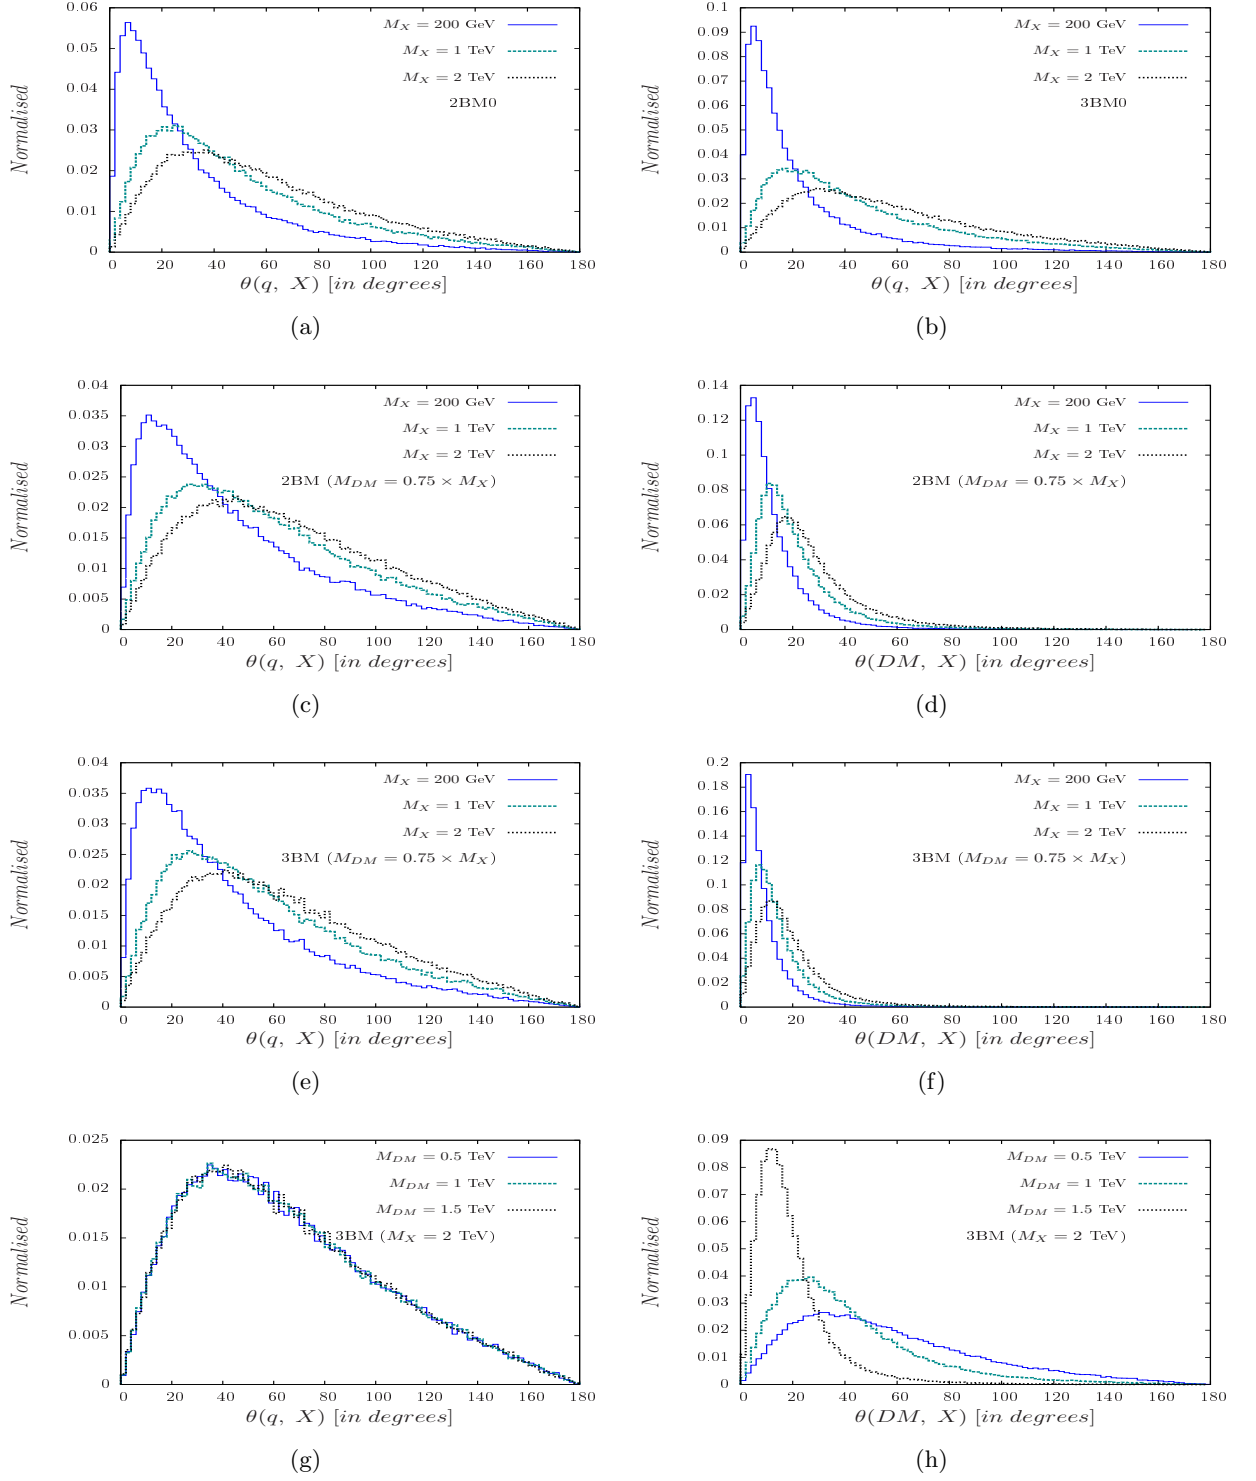 0.06
0.05
0.04
0.03
0.02
0.01
0
Normalised
M_X = 200 GeV
M_X = 1 TeV
M_X = 2 TeV
2BM0
0 20 40 60 80 100 120 140 160 180
θ(q, X) [in degrees]
(a)
0.1
0.09
0.08
0.07
0.06
0.05
0.04
0.03
0.02
0.01
0
Normalised
M_X = 200 GeV
M_X = 1 TeV
M_X = 2 TeV
3BM0
0 20 40 60 80 100 120 140 160 180
θ(q, X) [in degrees]
(b)
0.04
0.035
0.03
0.025
0.02
0.015
0.01
0.005
0
Normalised
M_X = 200 GeV
M_X = 1 TeV
M_X = 2 TeV
2BM (M_DM = 0.75 × M_X)
0 20 40 60 80 100 120 140 160 180
θ(q, X) [in degrees]
(c)
0.14
0.12
0.1
0.08
0.06
0.04
0.02
0
Normalised
M_X = 200 GeV
M_X = 1 TeV
M_X = 2 TeV
2BM (M_DM = 0.75 × M_X)
0 20 40 60 80 100 120 140 160 180
θ(DM, X) [in degrees]
(d)
0.04
0.035
0.03
0.025
0.02
0.015
0.01
0.005
0
Normalised
M_X = 200 GeV
M_X = 1 TeV
M_X = 2 TeV
3BM (M_DM = 0.75 × M_X)
0 20 40 60 80 100 120 140 160 180
θ(q, X) [in degrees]
(e)
0.2
0.18
0.16
0.14
0.12
0.1
0.08
0.06
0.04
0.02
0
Normalised
M_X = 200 GeV
M_X = 1 TeV
M_X = 2 TeV
3BM (M_DM = 0.75 × M_X)
0 20 40 60 80 100 120 140 160 180
θ(DM, X) [in degrees]
(f)
0.025
0.02
0.015
0.01
0.005
0
Normalised
M_DM = 0.5 TeV
M_DM = 1 TeV
M_DM = 1.5 TeV
3BM (M_X = 2 TeV)
0 20 40 60 80 100 120 140 160 180
θ(q, X) [in degrees]
(g)
0.09
0.08
0.07
0.06
0.05
0.04
0.03
0.02
0.01
0
Normalised
M_DM = 0.5 TeV
M_DM = 1 TeV
M_DM = 1.5 TeV
3BM (M_X = 2 TeV)
0 20 40 60 80 100 120 140 160 180
θ(DM, X) [in degrees]
(h)